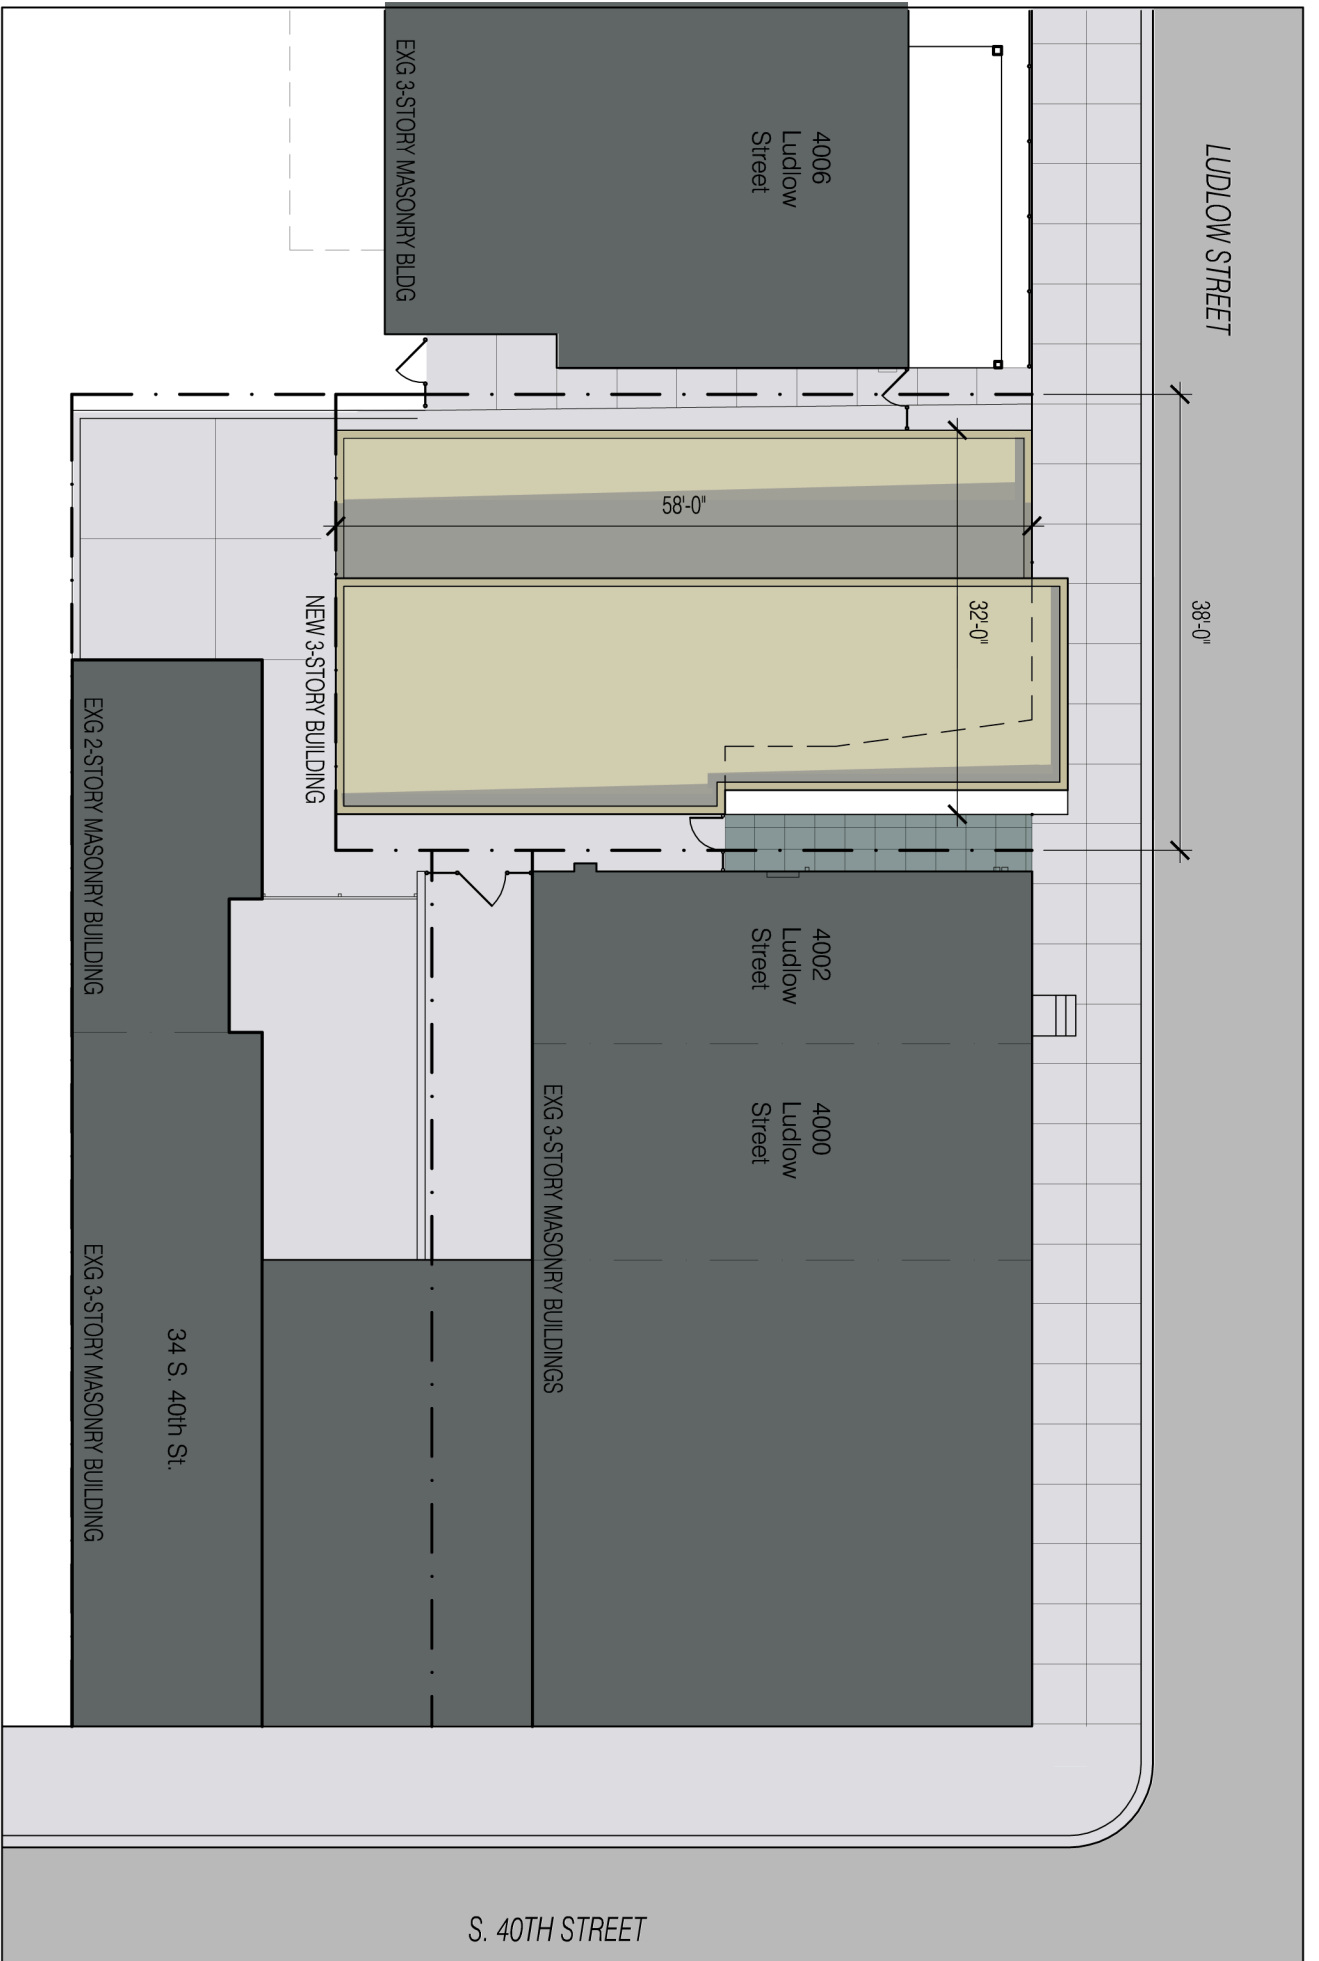 LUDLOW STREET
EXG 3-STORY MASONRY BLDG
4006
Ludlow
Street
58'-0"
32'-0"
38'-0"
NEW 3-STORY BUILDING
EXG 2-STORY MASONRY BUILDING
4002
Ludlow
Street
4000
Ludlow
Street
EXG 3-STORY MASONRY BUILDINGS
34 S. 40th St.
EXG 3-STORY MASONRY BUILDING
S. 40TH STREET